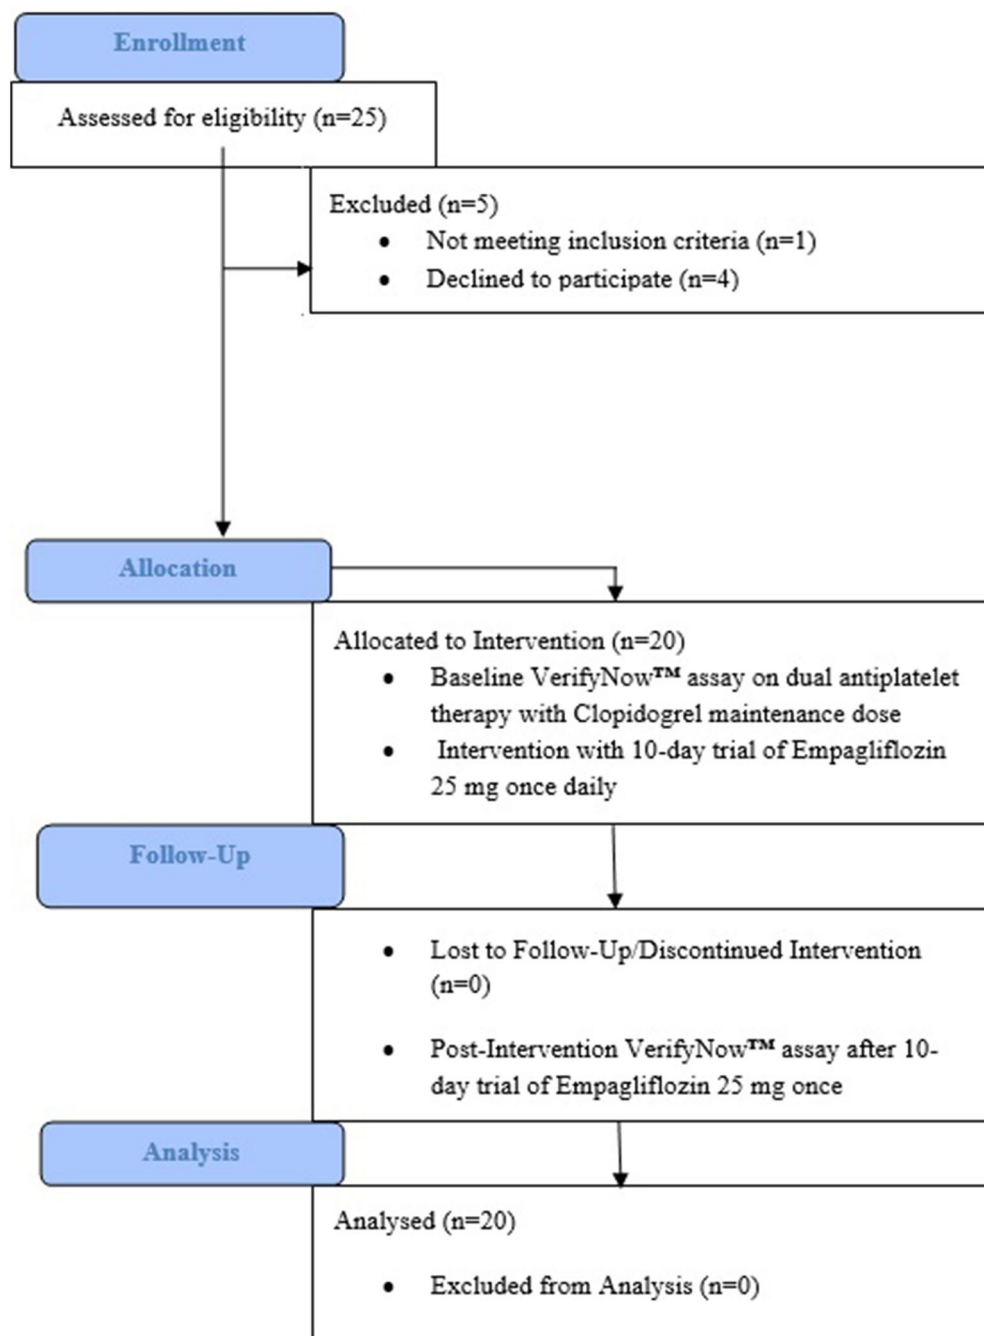 Enrollment
Assessed for eligibility (n=25)
Excluded (n=5)
• Not meeting inclusion criteria (n=1)
• Declined to participate (n=4)
Allocation
Allocated to Intervention (n=20)
• Baseline VerifyNow™ assay on dual antiplatelet
therapy with Clopidogrel maintenance dose
• Intervention with 10-day trial of Empagliflozin
25 mg once daily
Follow-Up
• Lost to Follow-Up/Discontinued Intervention
(n=0)
• Post-Intervention VerifyNow™ assay after 10-
day trial of Empagliflozin 25 mg once
Analysis
Analysed (n=20)
• Excluded from Analysis (n=0)